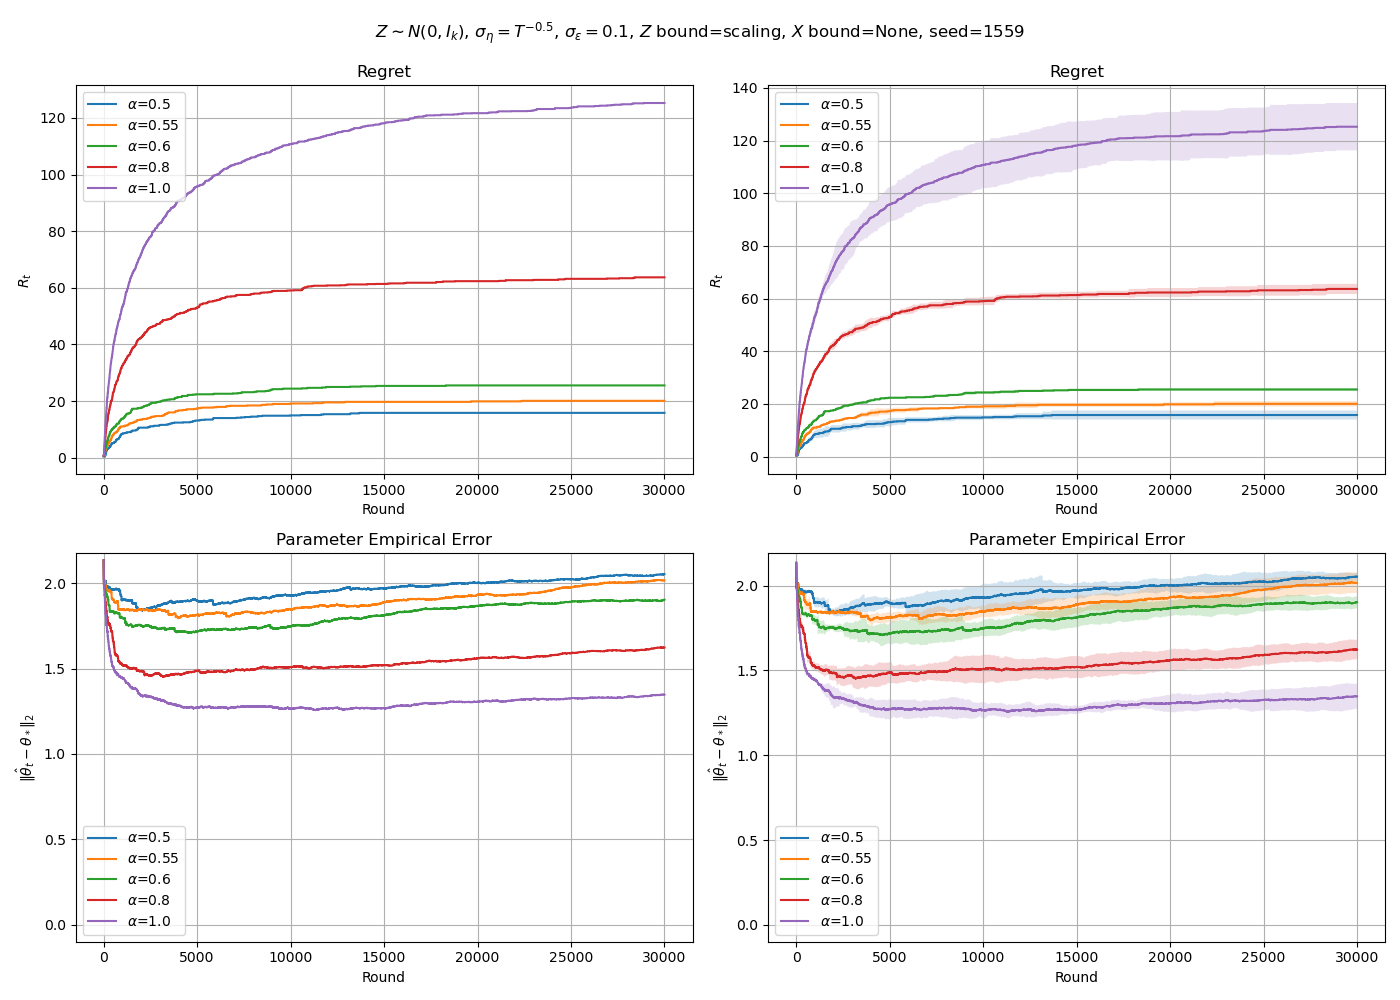 Z ~ N(0, I_k), σ_η = T^{-0.5}, σ_ε = 0.1, Z bound=scaling, X bound=None, seed=1559
Regret
R_t
120
100
80
60
40
20
0
α=0.5
α=0.55
α=0.6
α=0.8
α=1.0
0 5000 10000 15000 20000 25000 30000
Round
Regret
R_t
140
120
100
80
60
40
20
0
α=0.5
α=0.55
α=0.6
α=0.8
α=1.0
0 5000 10000 15000 20000 25000 30000
Round
Parameter Empirical Error
‖θ̂_t − θ_*‖_2
2.0
1.5
1.0
0.5
0.0
α=0.5
α=0.55
α=0.6
α=0.8
α=1.0
0 5000 10000 15000 20000 25000 30000
Round
Parameter Empirical Error
‖θ̂_t − θ_*‖_2
2.0
1.5
1.0
0.5
0.0
α=0.5
α=0.55
α=0.6
α=0.8
α=1.0
0 5000 10000 15000 20000 25000 30000
Round